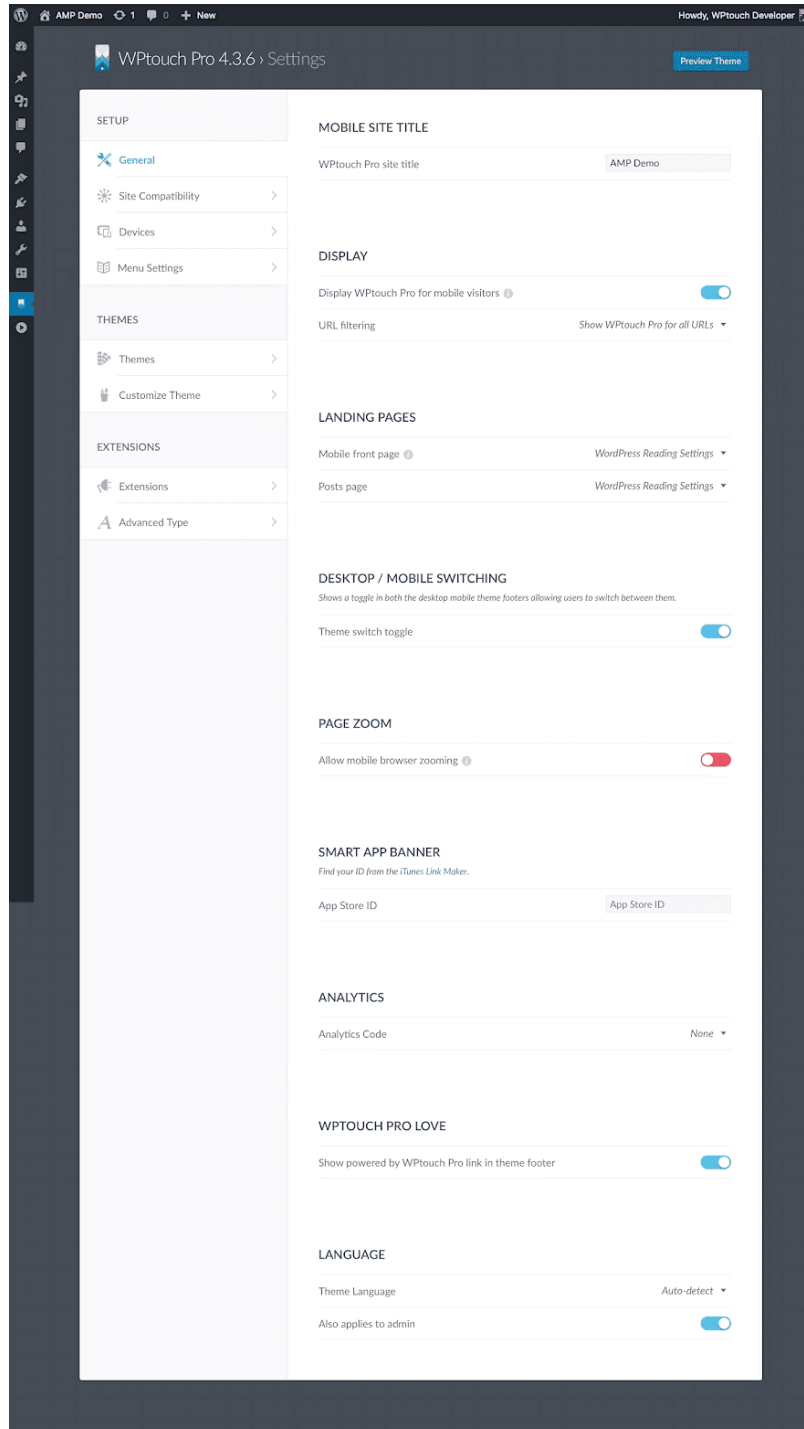 AMP Demo 1 0 + New Howdy, WPtouch Developer
WPtouch Pro 4.3.6 › Settings
Preview Theme
SETUP
General
Site Compatibility
Devices
Menu Settings
THEMES
Themes
Customize Theme
EXTENSIONS
Extensions
Advanced Type
MOBILE SITE TITLE
WPtouch Pro site title AMP Demo
DISPLAY
Display WPtouch Pro for mobile visitors
URL filtering Show WPtouch Pro for all URLs
LANDING PAGES
Mobile front page WordPress Reading Settings
Posts page WordPress Reading Settings
DESKTOP / MOBILE SWITCHING
Shows a toggle in both the desktop mobile theme footers allowing users to switch between them.
Theme switch toggle
PAGE ZOOM
Allow mobile browser zooming
SMART APP BANNER
Find your ID from the iTunes Link Maker.
App Store ID App Store ID
ANALYTICS
Analytics Code None
WPTOUCH PRO LOVE
Show powered by WPtouch Pro link in theme footer
LANGUAGE
Theme Language Auto-detect
Also applies to admin